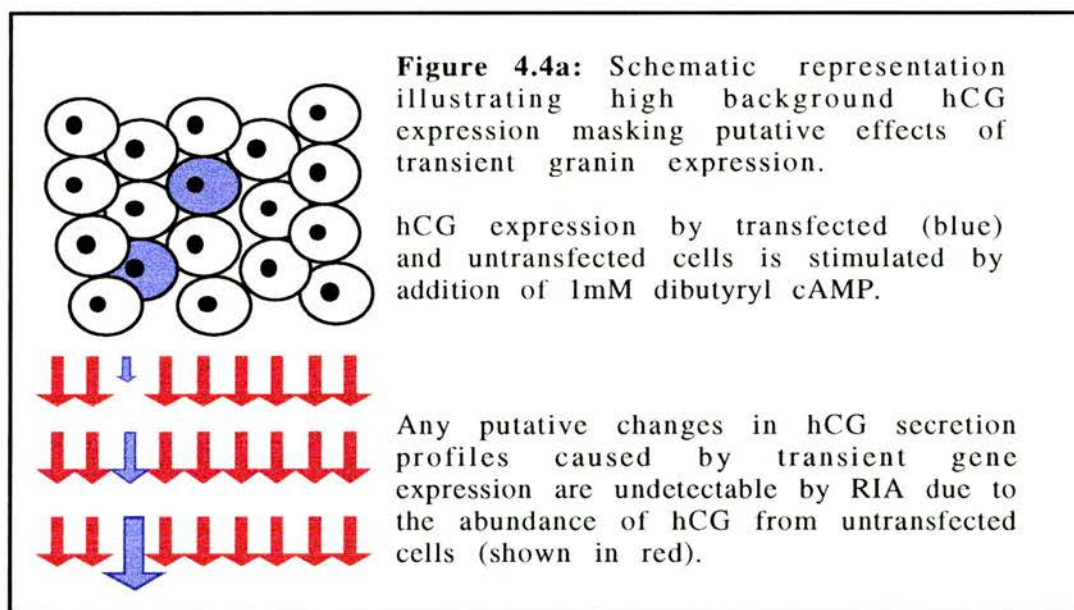 Figure 4.4a: Schematic representation
illustrating high background hCG
expression masking putative effects of
transient granin expression.
hCG expression by transfected (blue)
and untransfected cells is stimulated by
addition of 1mM dibutyryl cAMP.
Any putative changes in hCG secretion
profiles caused by transient gene
expression are undetectable by RIA due to
the abundance of hCG from untransfected
cells (shown in red).